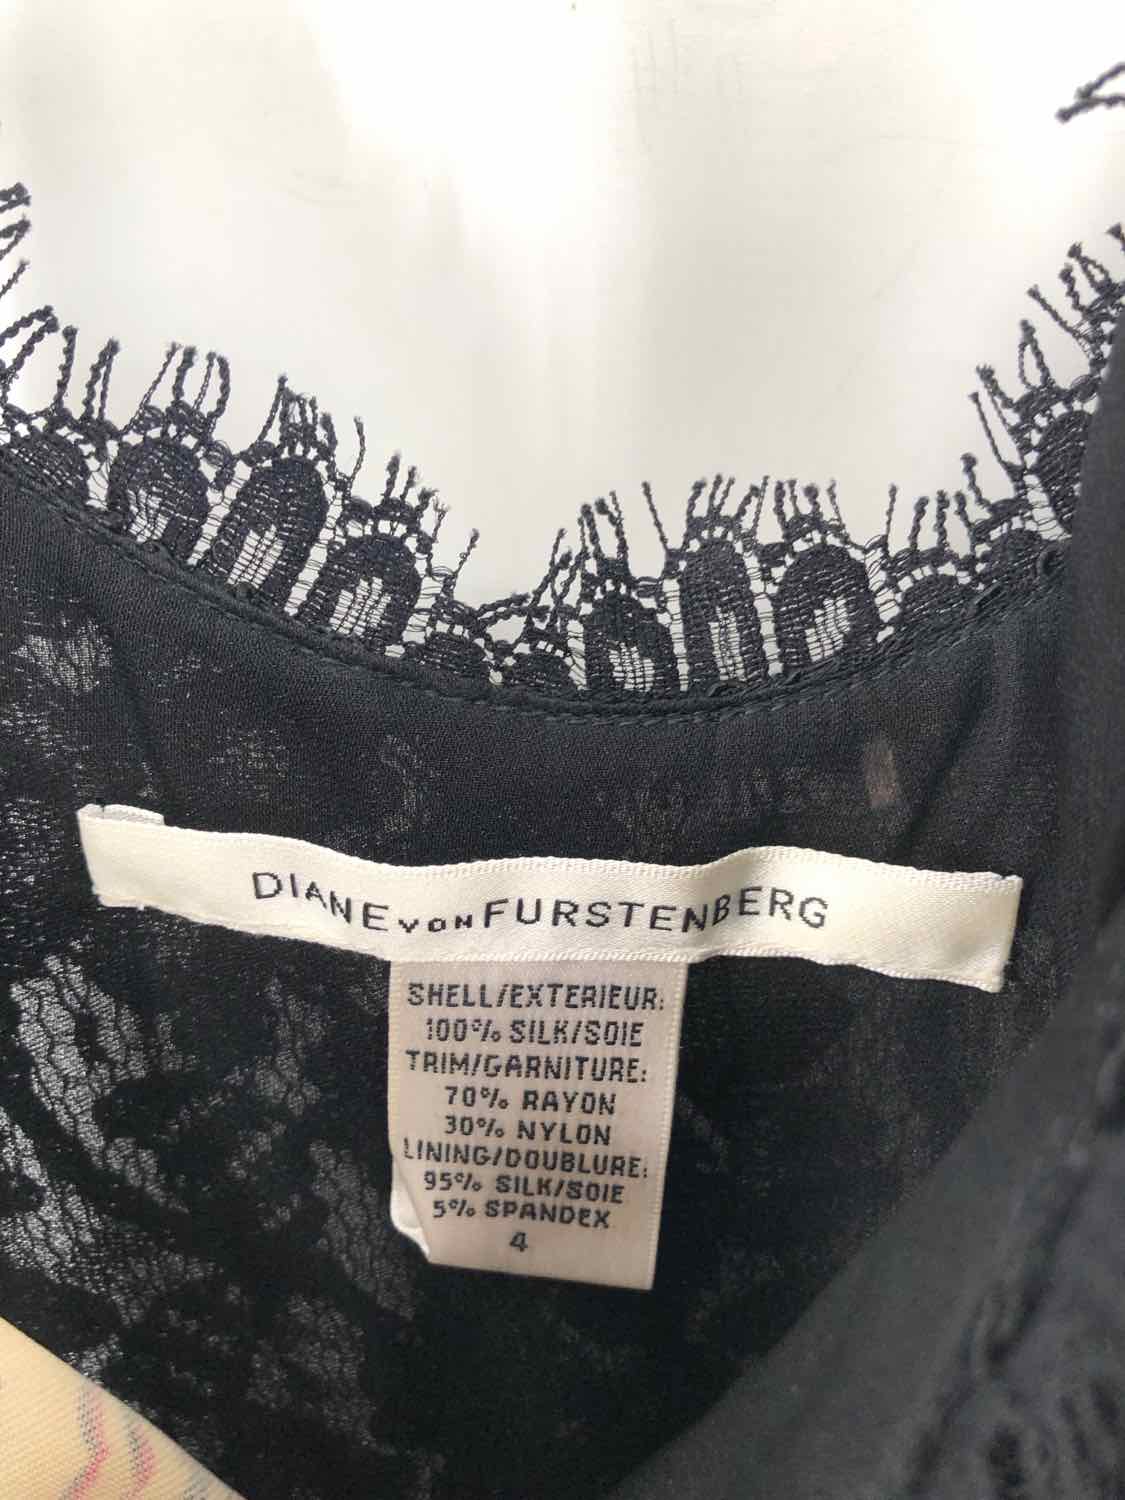 DIANE VON FURSTENBERG
SHELL/EXTERIEUR:
100% SILK/SOIE
TRIM/GARNITURE:
70% RAYON
30% NYLON
LINING/DOUBLURE:
95% SILK/SOIE
5% SPANDEX
4